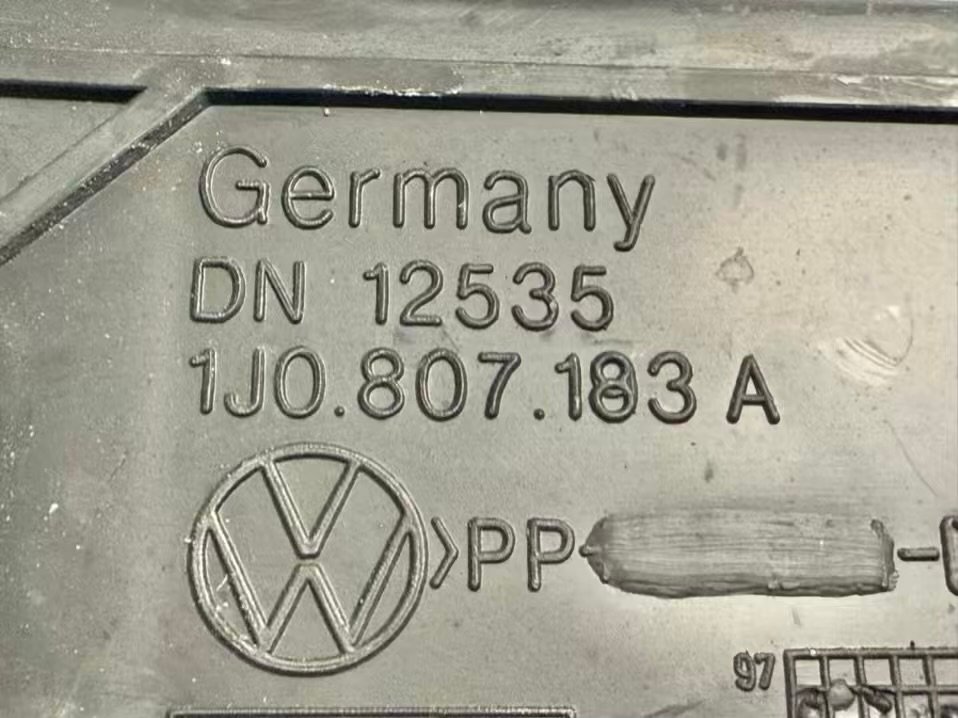 Germany
DN 12535
1J0.807.183 A
>PP -
97